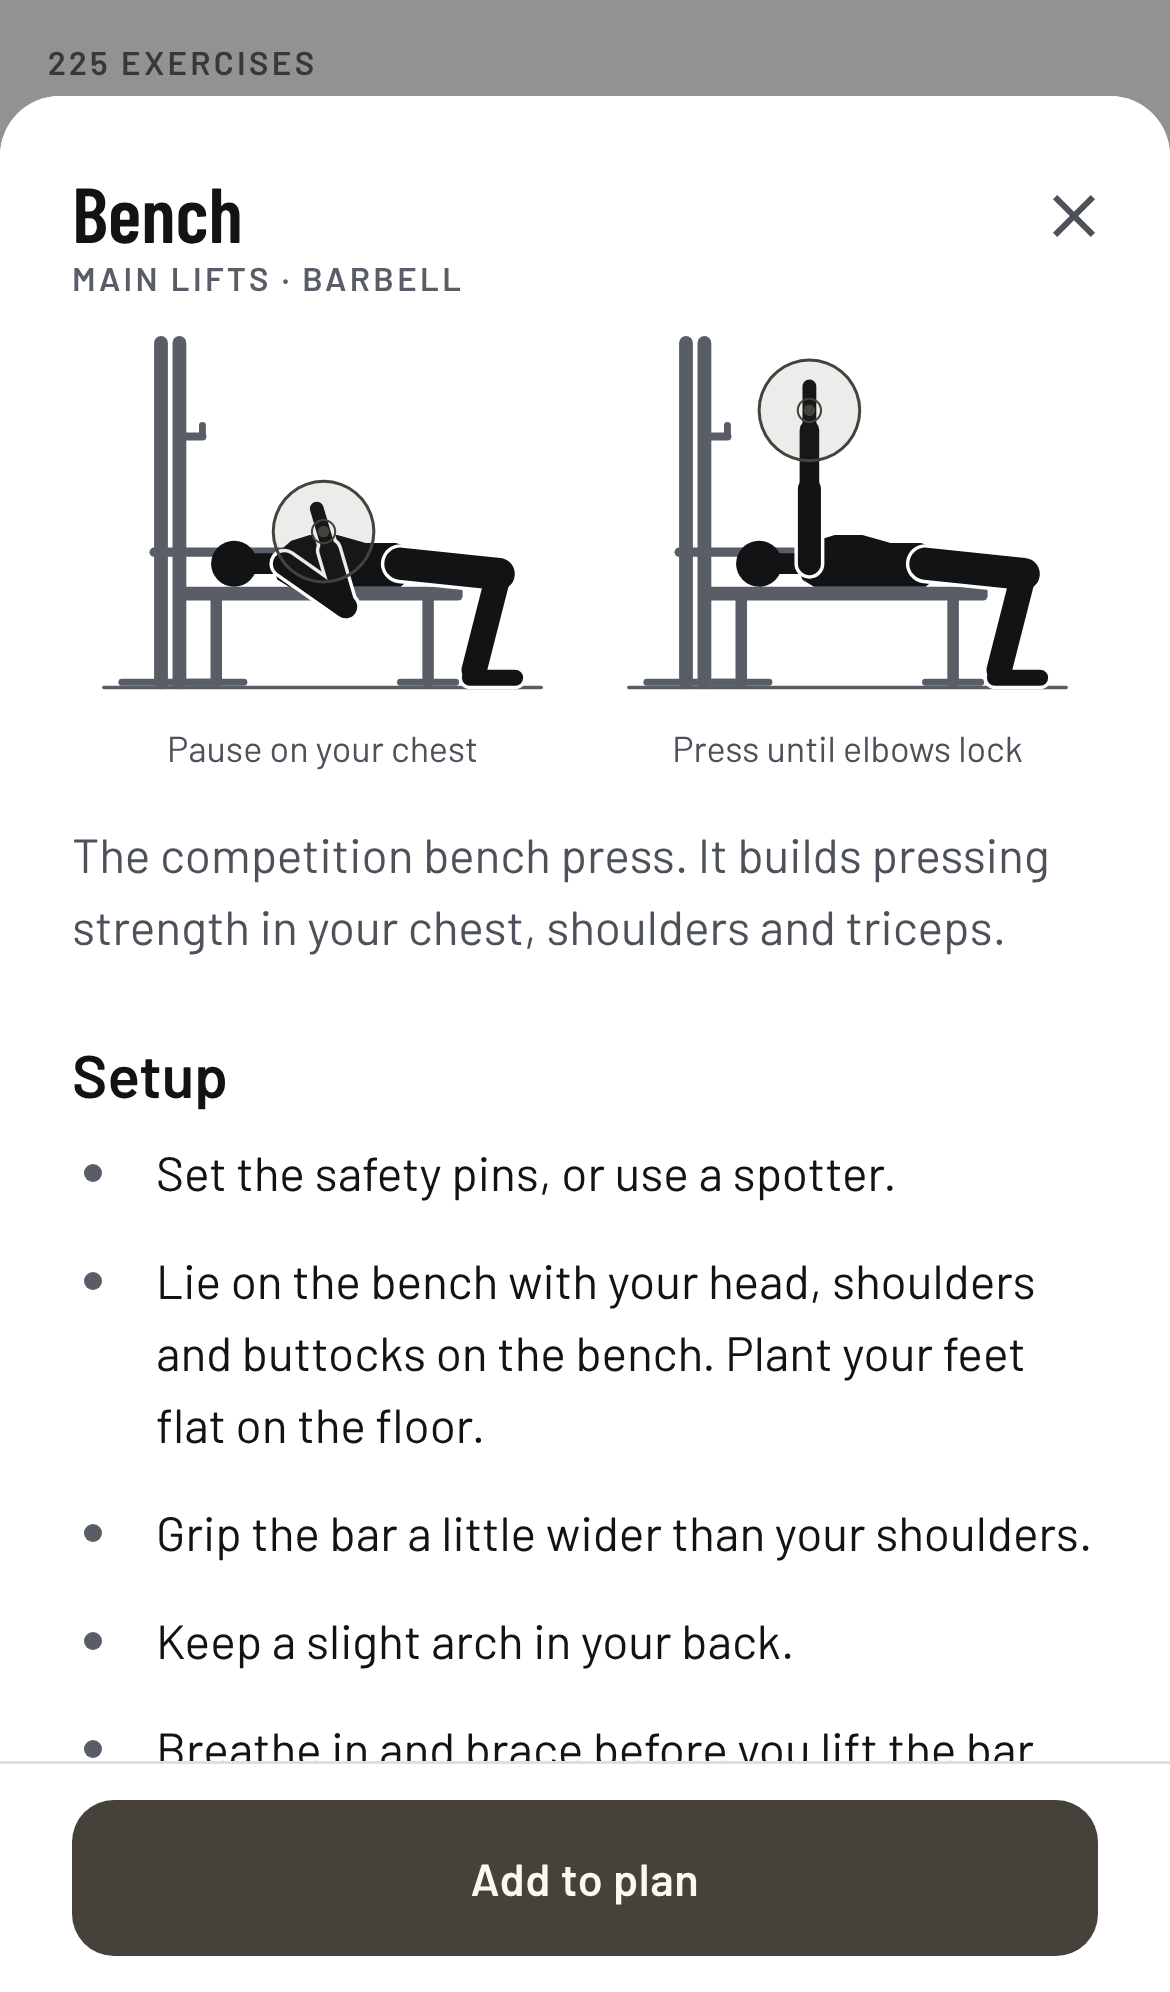 225 EXERCISES
Bench
MAIN LIFTS · BARBELL
Pause on your chest
Press until elbows lock
The competition bench press. It builds pressing
strength in your chest, shoulders and triceps.
Setup
Set the safety pins, or use a spotter.
Lie on the bench with your head, shoulders
and buttocks on the bench. Plant your feet
flat on the floor.
Grip the bar a little wider than your shoulders.
Keep a slight arch in your back.
Breathe in and brace before you lift the bar
Add to plan